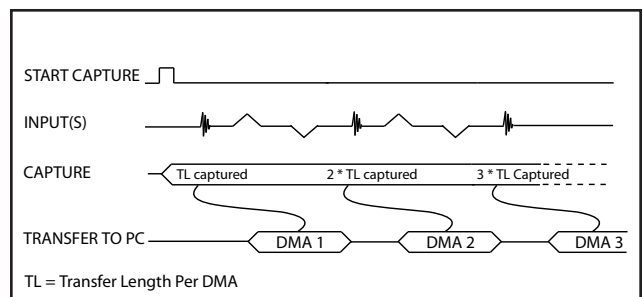 START CAPTURE
INPUT(S)
CAPTURE
TL captured 2 * TL captured 3 * TL Captured
TRANSFER TO PC
DMA 1 DMA 2 DMA 3
TL = Transfer Length Per DMA